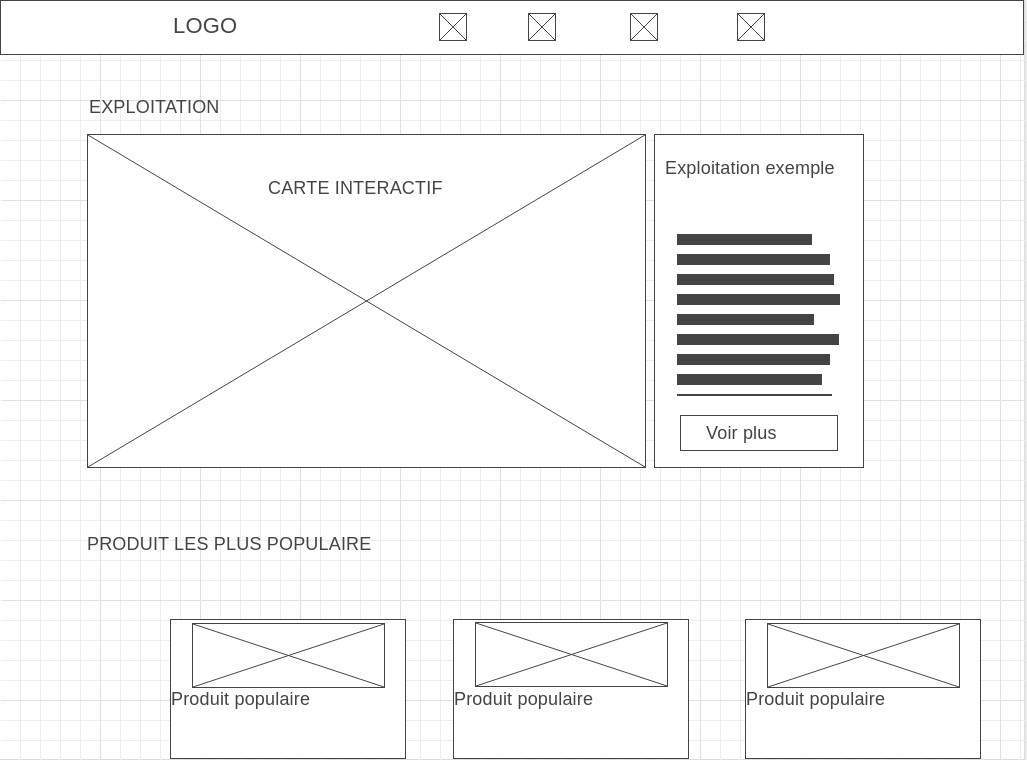 LOGO
EXPLOITATION
CARTE INTERACTIF
Exploitation exemple
Voir plus
PRODUIT LES PLUS POPULAIRE
Produit populaire
Produit populaire
Produit populaire